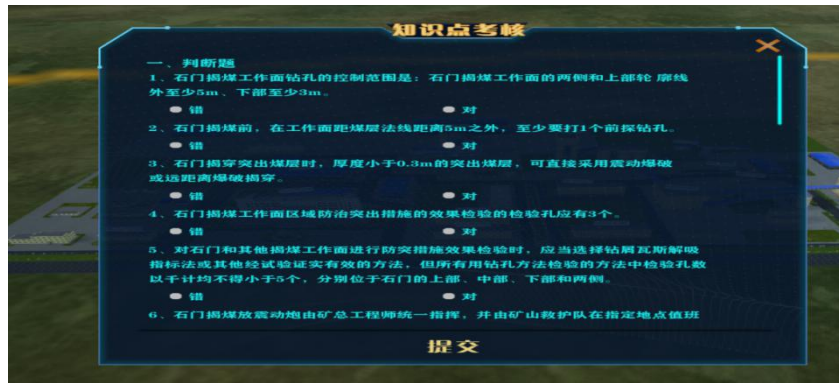 知识点考核
一、判断题
1、石门揭煤工作面钻孔的控制范围是：石门揭煤工作面的两侧和上部轮 廓线
外至少5m、下部至少3m。
错 对
2、石门揭煤前，在工作面距煤层法线距离5m之外，至少要打1个前探钻孔。
错 对
3、石门揭穿突出煤层时，厚度小于0.3m的突出煤层，可直接采用震动爆破
或远距离爆破揭穿。
错 对
4、石门揭煤工作面区域防治突出措施的效果检验的检验孔应有3个。
错 对
5、对石门和其他揭煤工作面进行防突措施效果检验时，应当选择钻屑瓦斯解吸
指标法或其他经试验证实有效的方法，但所有用钻孔方法检验的方法中检验孔数
以千计均不得小于5个，分别位于石门的上部、中部、下部和两侧。
错 对
6、石门揭煤放震动炮由矿总工程师统一指挥，并由矿山救护队在指定地点值班
提交